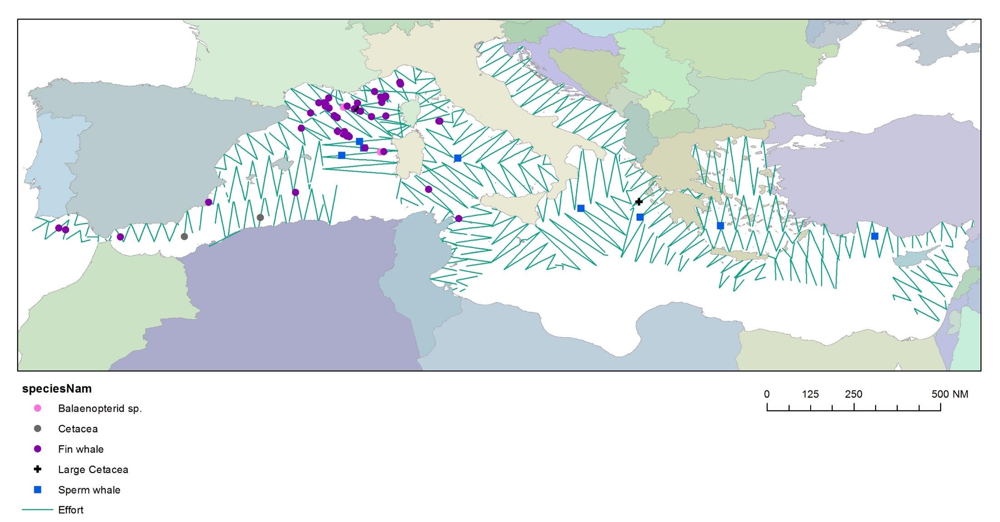 speciesNam
Balaenopterid sp.
Cetacea
Fin whale
Large Cetacea
Sperm whale
Effort
0 125 250 500 NM